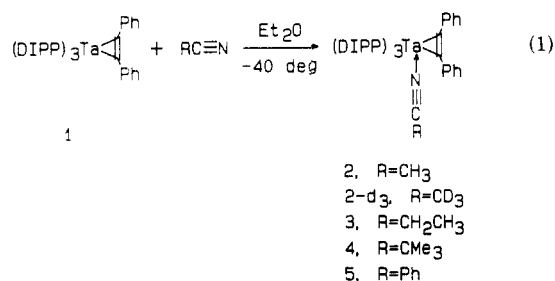 Ph Ph
(DIPP)₃Ta + RC≡N Et₂O (DIPP)₃Ta (1)
-40 deg
Ph N Ph
C
R
1
2, R=CH₃
2-d₃, R=CD₃
3, R=CH₂CH₃
4, R=CMe₃
5, R=Ph